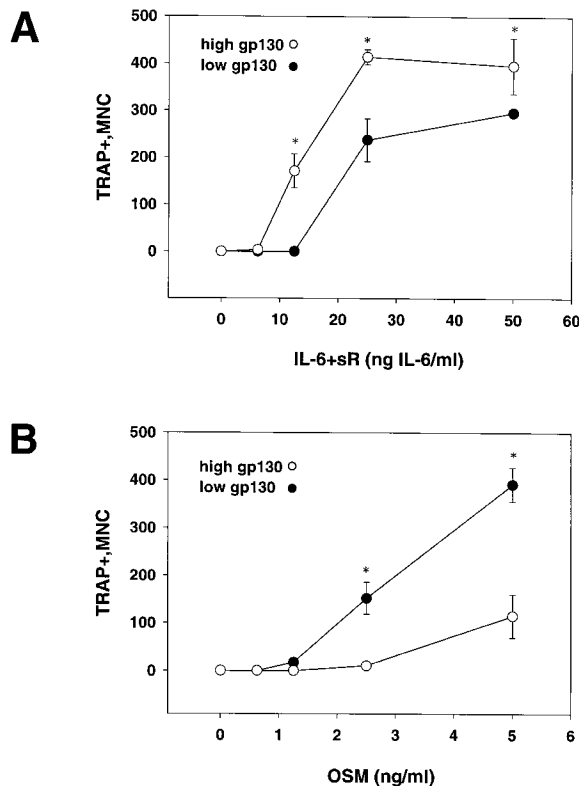 A
high gp130
low gp130
500
400
300
200
100
0
TRAP+,MNC
*
*
*
0 10 20 30 40 50 60
IL-6+sR (ng IL-6/ml)
B
high gp130
low gp130
500
400
300
200
100
0
TRAP+,MNC
*
*
0 1 2 3 4 5 6
OSM (ng/ml)